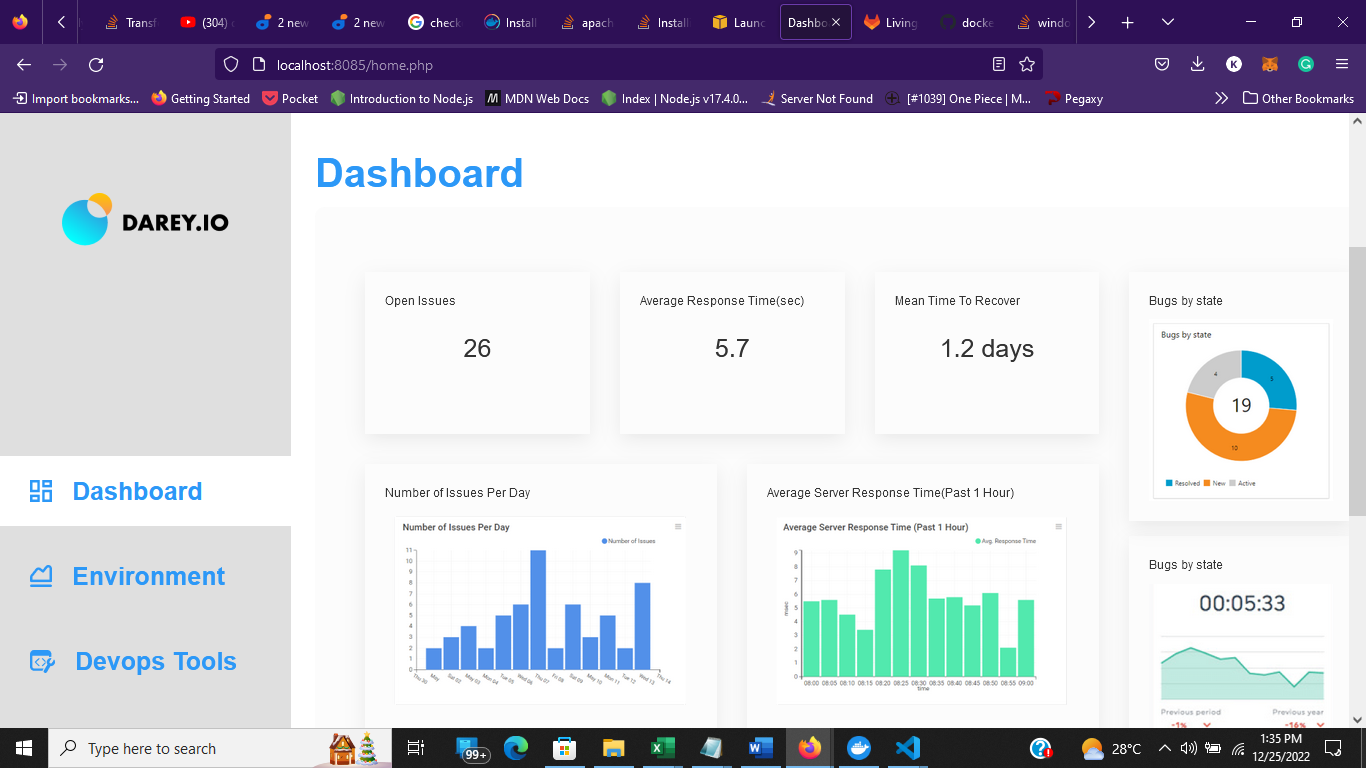 Transf
(304)
2 new
2 new
check
Install
apach
Install
Launc
Dashbo
Living
docke
windo
localhost:8085/home.php
K
Import bookmarks...
Getting Started
Pocket
Introduction to Node.js
M MDN Web Docs
Index | Node.js v17.4.0...
Server Not Found
[#1039] One Piece | M...
Pegaxy
Other Bookmarks
DAREY.IO
Dashboard
Environment
Devops Tools
Dashboard
Open Issues
26
Average Response Time(sec)
5.7
Mean Time To Recover
1.2 days
Bugs by state
Bugs by state
4
5
19
10
Resolved New Active
Number of Issues Per Day
Number of Issues Per Day
Number of Issues
11
10
9
8
7
6
5
4
3
2
1
0
Thu 30 May Sat 02 May 03 Mon 04 Tue 05 Wed 06 Thu 07 Fri 08 Sat 09 May 10 Mon 11 Tue 12 Wed 13 Thu 14
Average Server Response Time(Past 1 Hour)
Average Server Response Time (Past 1 Hour)
Avg. Response Time
9
8
7
6
5
4
3
2
1
0
msec
08:00 08:05 08:10 08:15 08:20 08:25 08:30 08:35 08:40 08:45 08:50 08:55 09:00
time
Bugs by state
00:05:33
Previous period
Previous year
-1%
-16%
Type here to search
99+
28°C
1:35 PM
12/25/2022